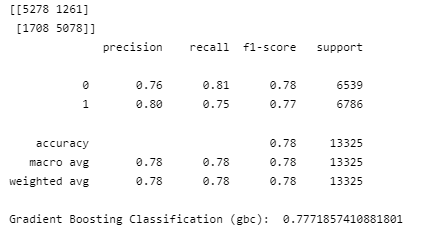 [[5278 1261]
[1708 5078]]
precision recall f1-score support
0 0.76 0.81 0.78 6539
1 0.80 0.75 0.77 6786
accuracy 0.78 13325
macro avg 0.78 0.78 0.78 13325
weighted avg 0.78 0.78 0.78 13325
Gradient Boosting Classification (gbc): 0.7771857410881801